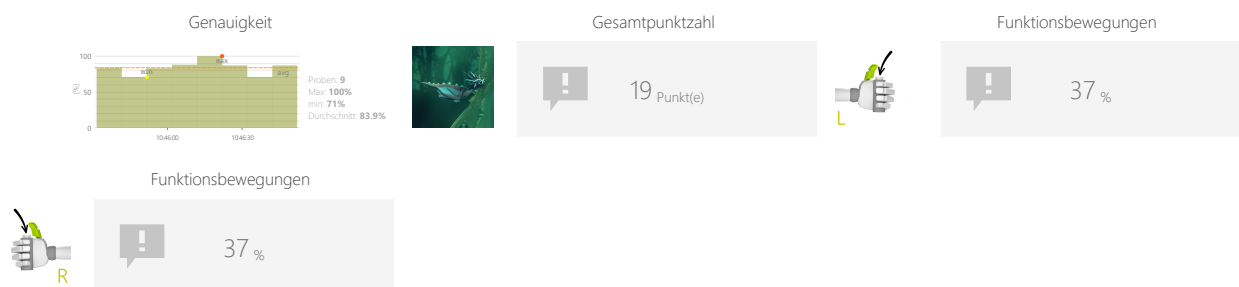 Genauigkeit
100
50
0
[%]
min
max
avg
10:46:00
10:46:30
Proben: 9
Max: 100%
min: 71%
Durchschnitt: 83.9%
Gesamtpunktzahl
19 Punkt(e)
Funktionsbewegungen
L
37 %
Funktionsbewegungen
R
37 %